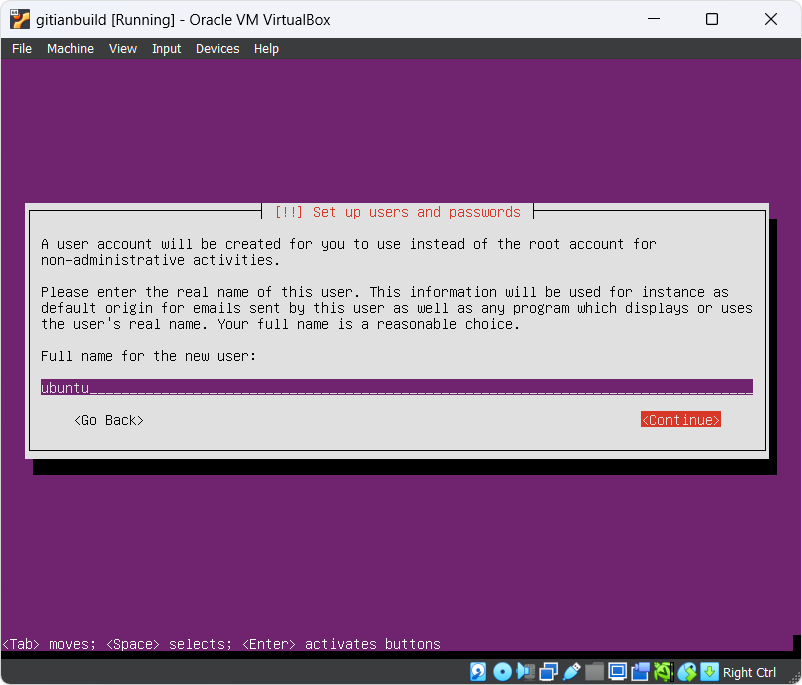 gitianbuild [Running] - Oracle VM VirtualBox
File Machine View Input Devices Help
[!!] Set up users and passwords
A user account will be created for you to use instead of the root account for
non-administrative activities.
Please enter the real name of this user. This information will be used for instance as
default origin for emails sent by this user as well as any program which displays or uses
the user's real name. Your full name is a reasonable choice.
Full name for the new user:
ubuntu
<Go Back> <Continue>
<Tab> moves; <Space> selects; <Enter> activates buttons
Right Ctrl